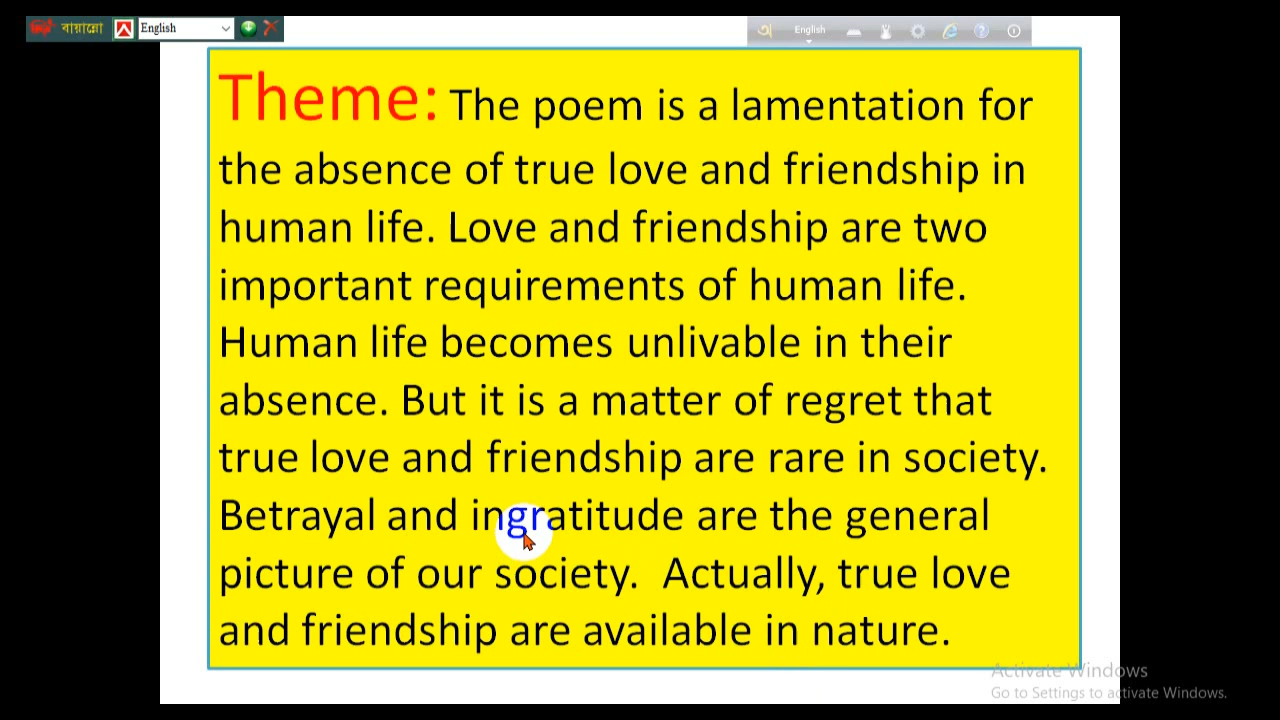 বায়ান্নো English
অ English
Theme: The poem is a lamentation for
the absence of true love and friendship in
human life. Love and friendship are two
important requirements of human life.
Human life becomes unlivable in their
absence. But it is a matter of regret that
true love and friendship are rare in society.
Betrayal and ingratitude are the general
picture of our society. Actually, true love
and friendship are available in nature.
Activate Windows
Go to Settings to activate Windows.